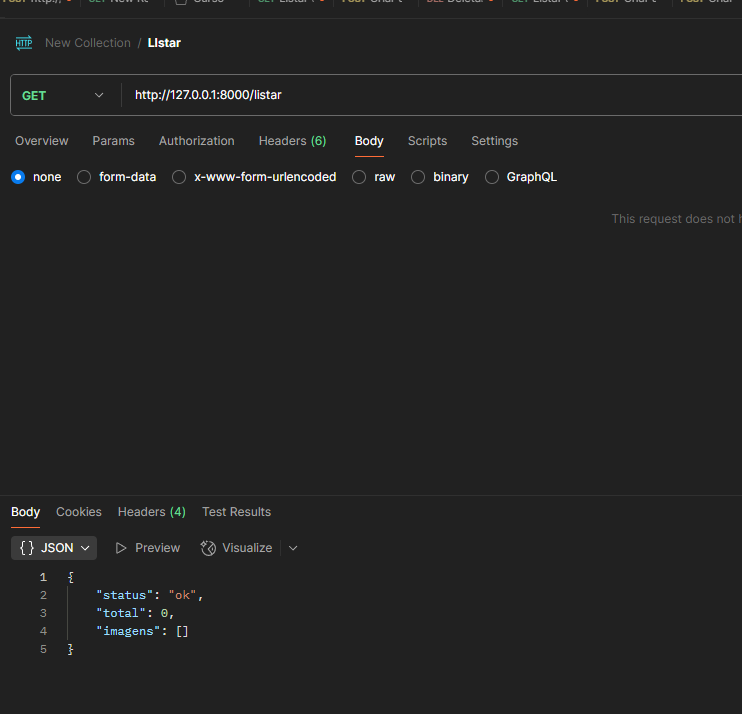 HTTP New Collection / LIstar
GET http://127.0.0.1:8000/listar
Overview Params Authorization Headers (6) Body Scripts Settings
none form-data x-www-form-urlencoded raw binary GraphQL
This request does not
Body Cookies Headers (4) Test Results
{} JSON Preview Visualize
1 {
2 "status": "ok",
3 "total": 0,
4 "imagens": []
5 }